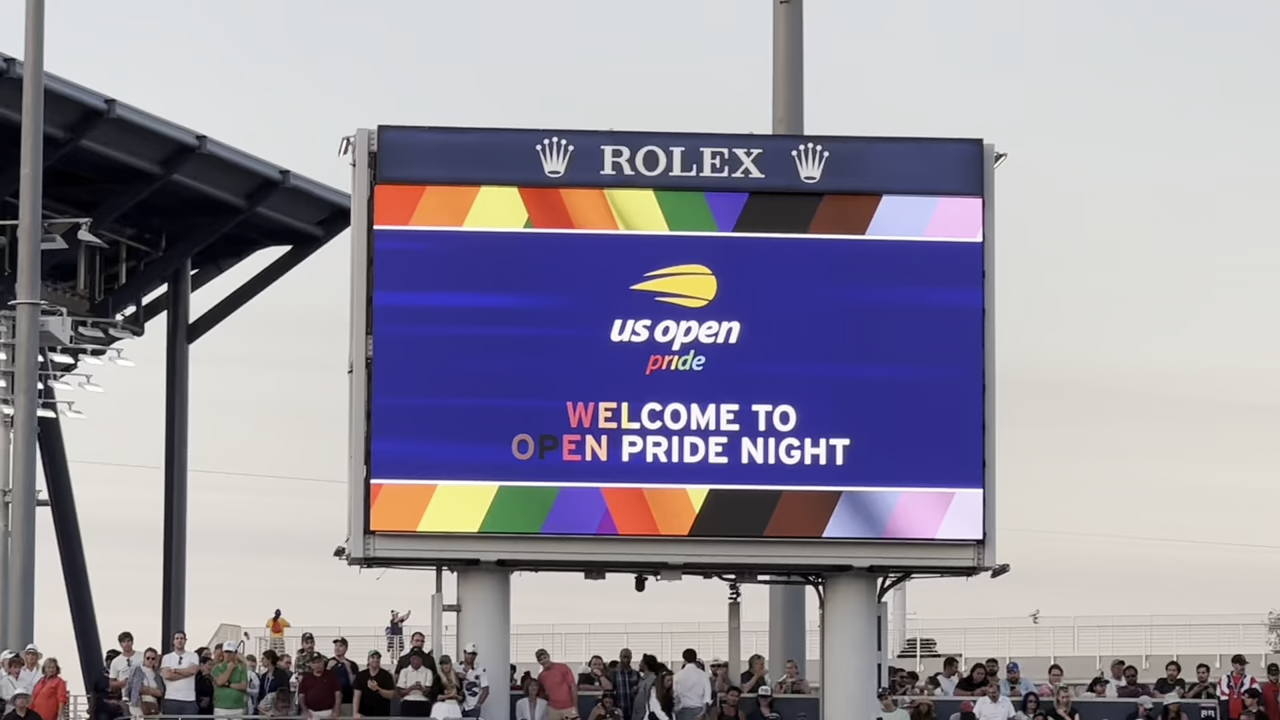 ROLEX
us open
pride
WELCOME TO
OPEN PRIDE NIGHT